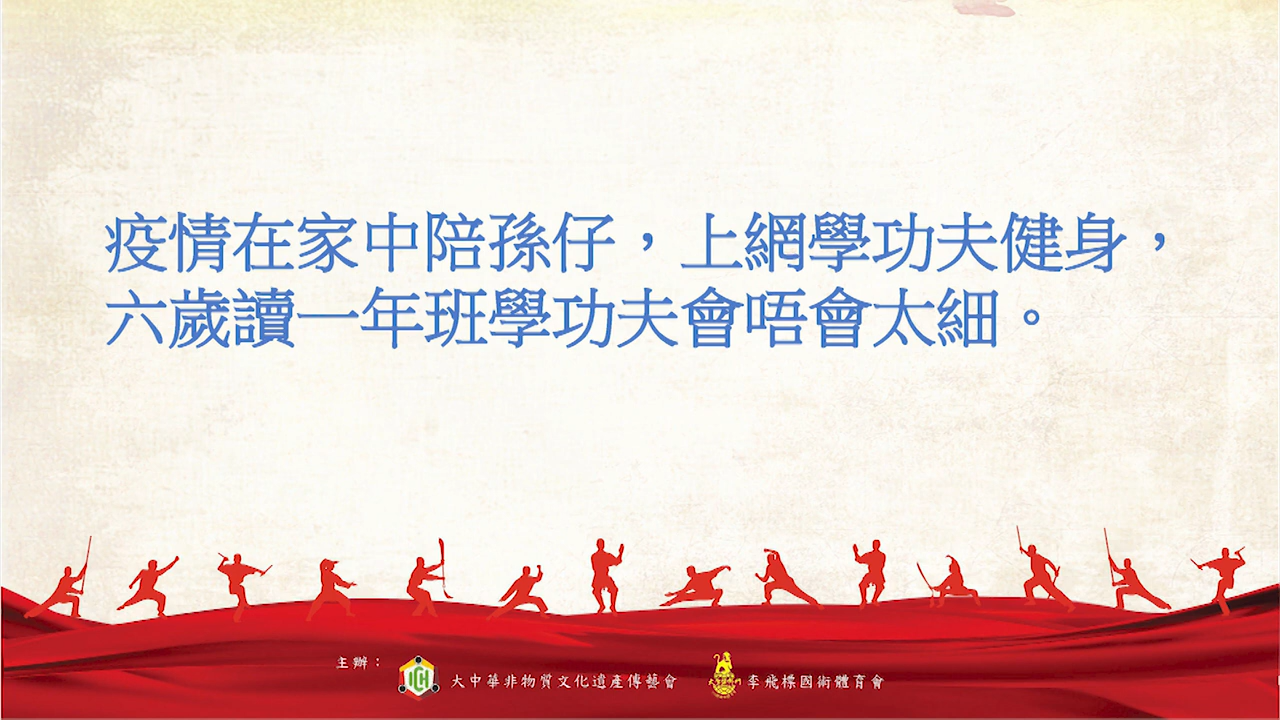 疫情在家中陪孫仔，上網學功夫健身，
六歲讀一年班學功夫會唔會太細。
主辦：
ICH 大中華非物質文化遺產傳藝會 李飛標國術體育會